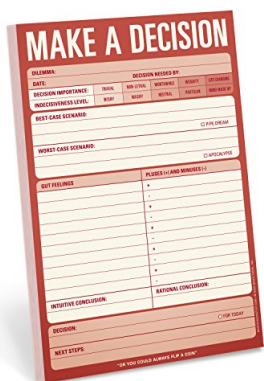 MAKE A DECISION
DILEMMA:
DATE: DECISION NEEDED BY:
DECISION IMPORTANCE: TRIVIAL NON-LETHAL WORTHWHILE WEIGHTY LIFE-CHANGING
INDECISIVENESS LEVEL: WISHY WASHY NEUTRAL PARTISAN MIND MADE UP
BEST-CASE SCENARIO:
□ PIPE DREAM
WORST-CASE SCENARIO:
□ APOCALYPSE
GUT FEELINGS PLUSES (+) AND MINUSES (-)
INTUITIVE CONCLUSION: RATIONAL CONCLUSION:
DECISION:
□ FOR TODAY
NEXT STEPS:
"OR YOU COULD ALWAYS FLIP A COIN"